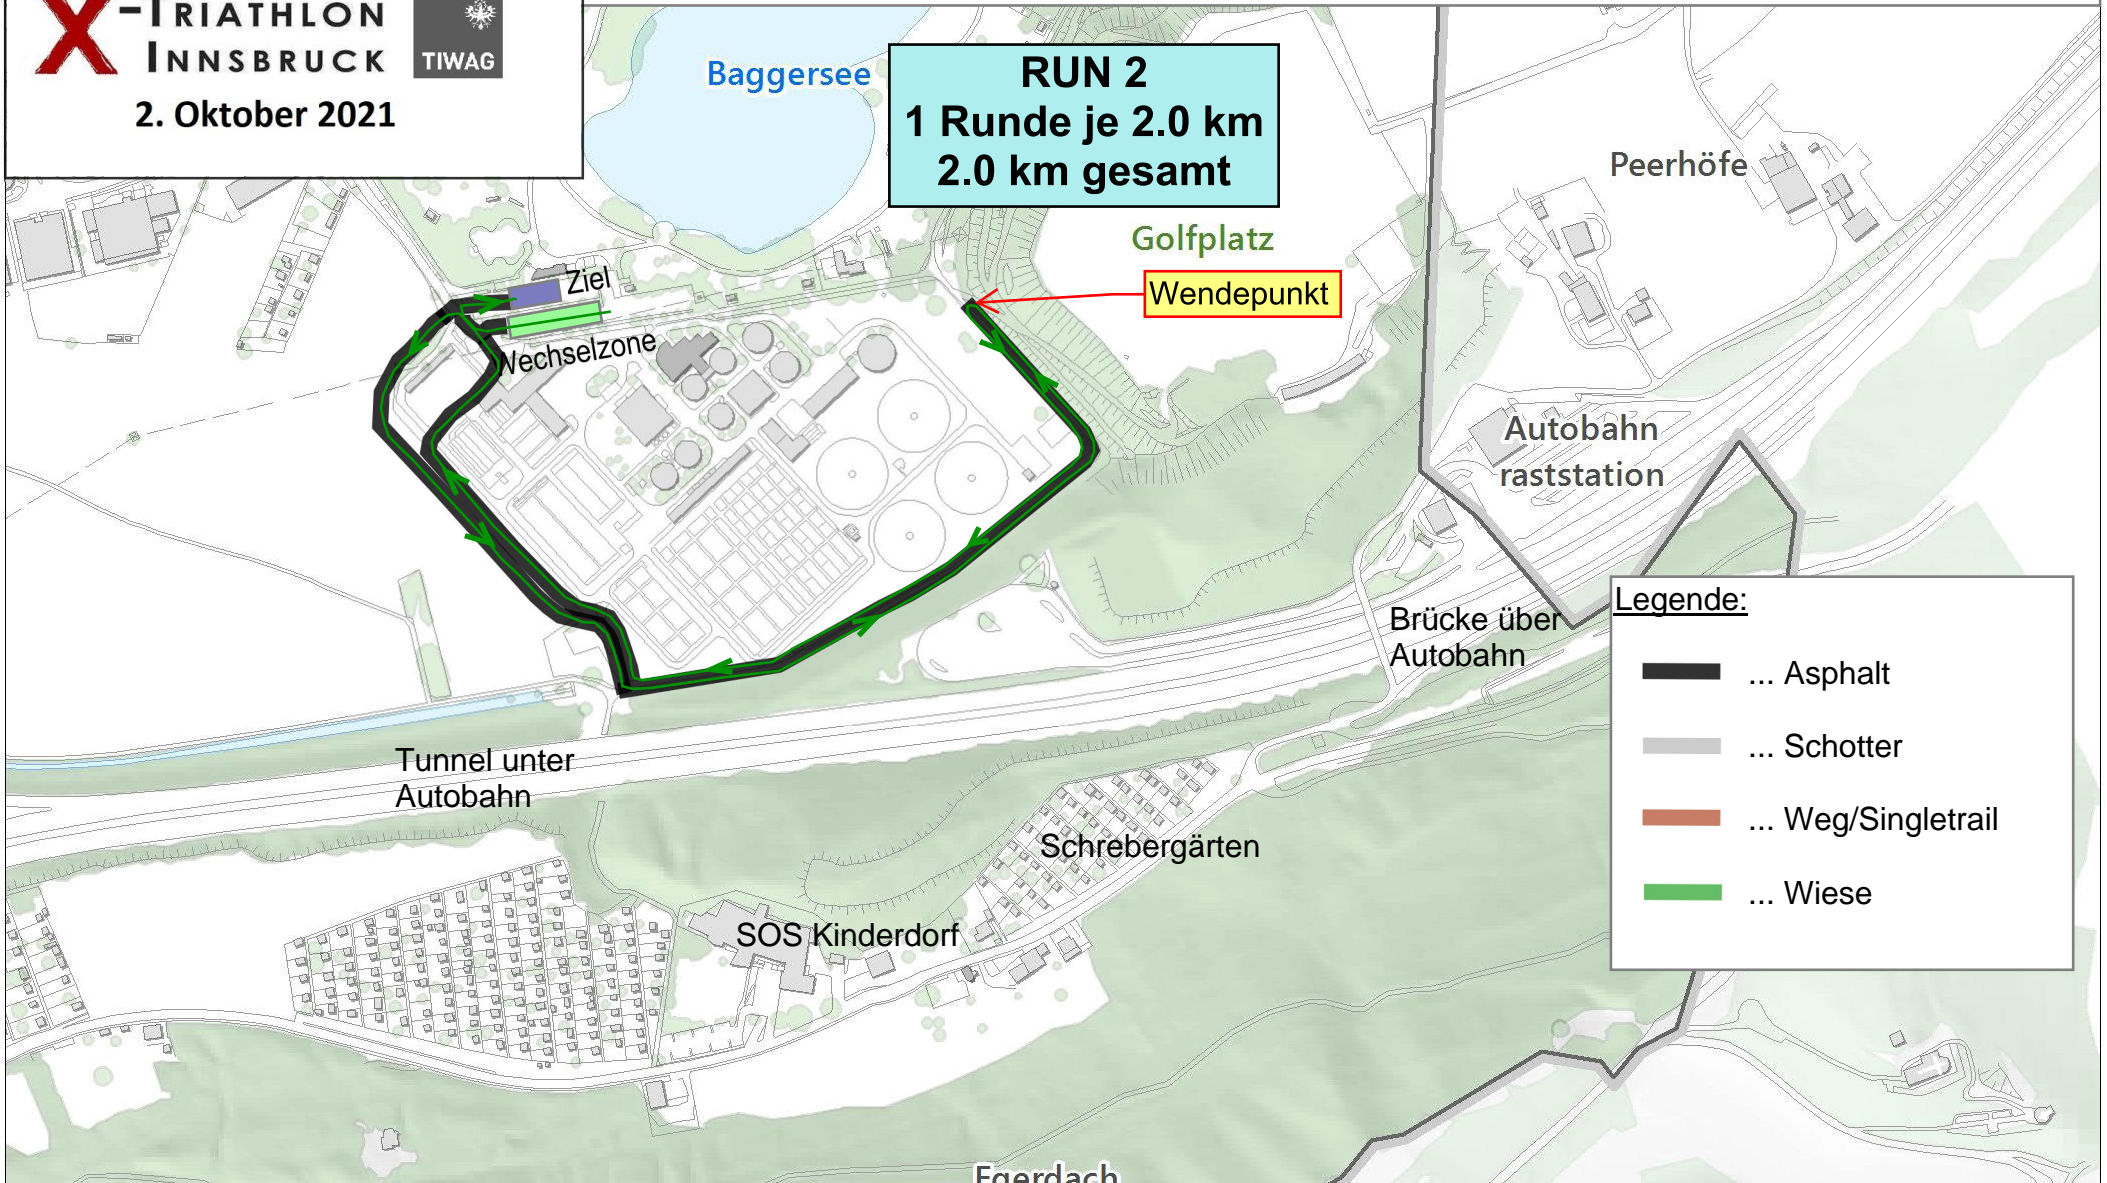 X-TRIATHLON
INNSBRUCK
TIWAG
2. Oktober 2021
Baggersee
RUN 2
1 Runde je 2.0 km
2.0 km gesamt
Peerhöfe
Golfplatz
Wendepunkt
Ziel
Wechselzone
Autobahn
raststation
Brücke über
Autobahn
Legende:
... Asphalt
... Schotter
... Weg/Singletrail
... Wiese
Tunnel unter
Autobahn
Schrebergärten
SOS Kinderdorf
Egerdach